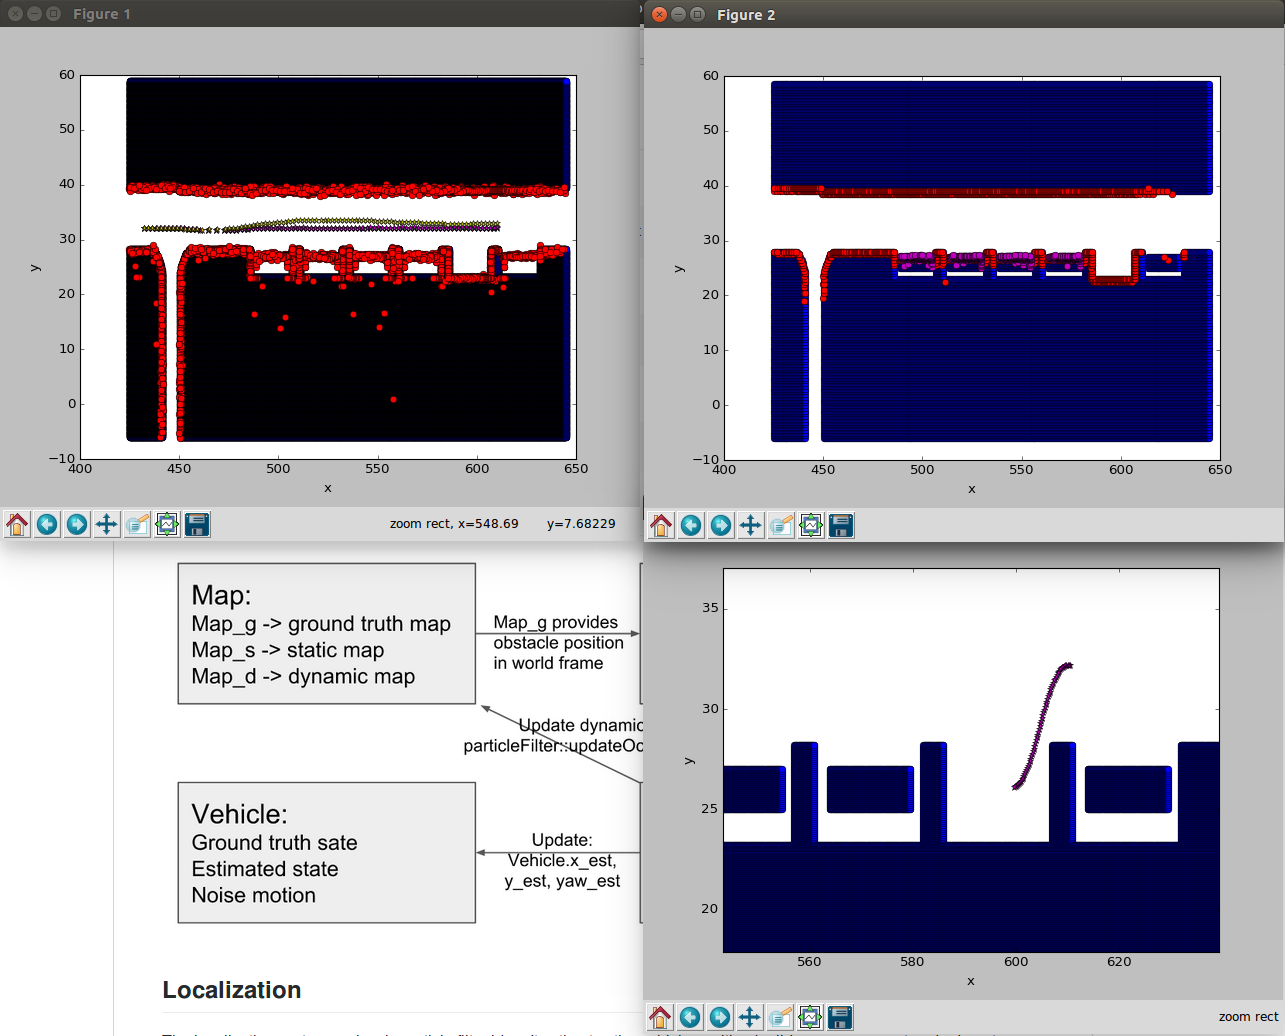 Figure 1
60
50
40
30
20
10
0
−10
y
400 450 500 550 600 650
x
zoom rect, x=548.69 y=7.68229
Figure 2
60
50
40
30
20
10
0
−10
y
400 450 500 550 600 650
x
Map:
Map_g -> ground truth map
Map_s -> static map
Map_d -> dynamic map
Map_g provides
obstacle position
in world frame
Update dynamic
particleFilter::updateOc
Vehicle:
Ground truth sate
Estimated state
Noise motion
Update:
Vehicle.x_est,
y_est, yaw_est
Localization
35
30
25
20
y
560 580 600 620
x
zoom rect